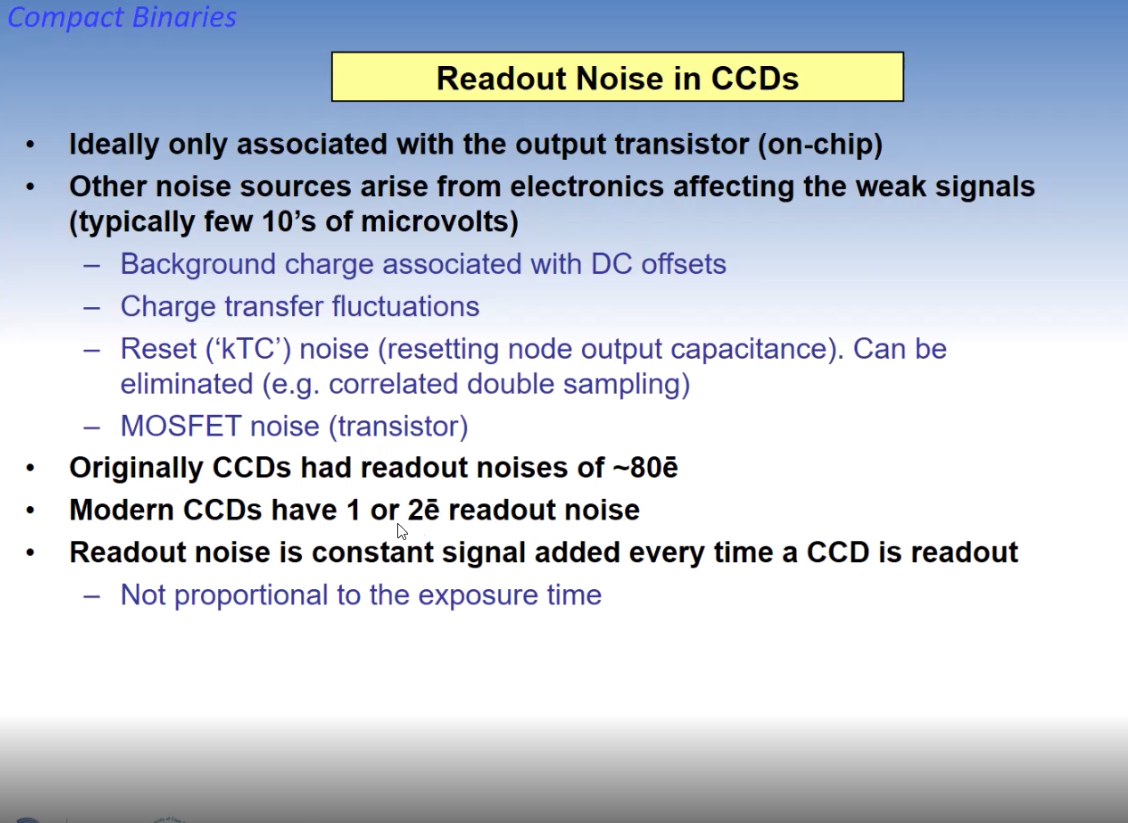 Compact Binaries
Readout Noise in CCDs
• Ideally only associated with the output transistor (on-chip)
• Other noise sources arise from electronics affecting the weak signals
(typically few 10’s of microvolts)
– Background charge associated with DC offsets
– Charge transfer fluctuations
– Reset (‘kTC’) noise (resetting node output capacitance). Can be
eliminated (e.g. correlated double sampling)
– MOSFET noise (transistor)
• Originally CCDs had readout noises of ~80ē
• Modern CCDs have 1 or 2ē readout noise
• Readout noise is constant signal added every time a CCD is readout
– Not proportional to the exposure time